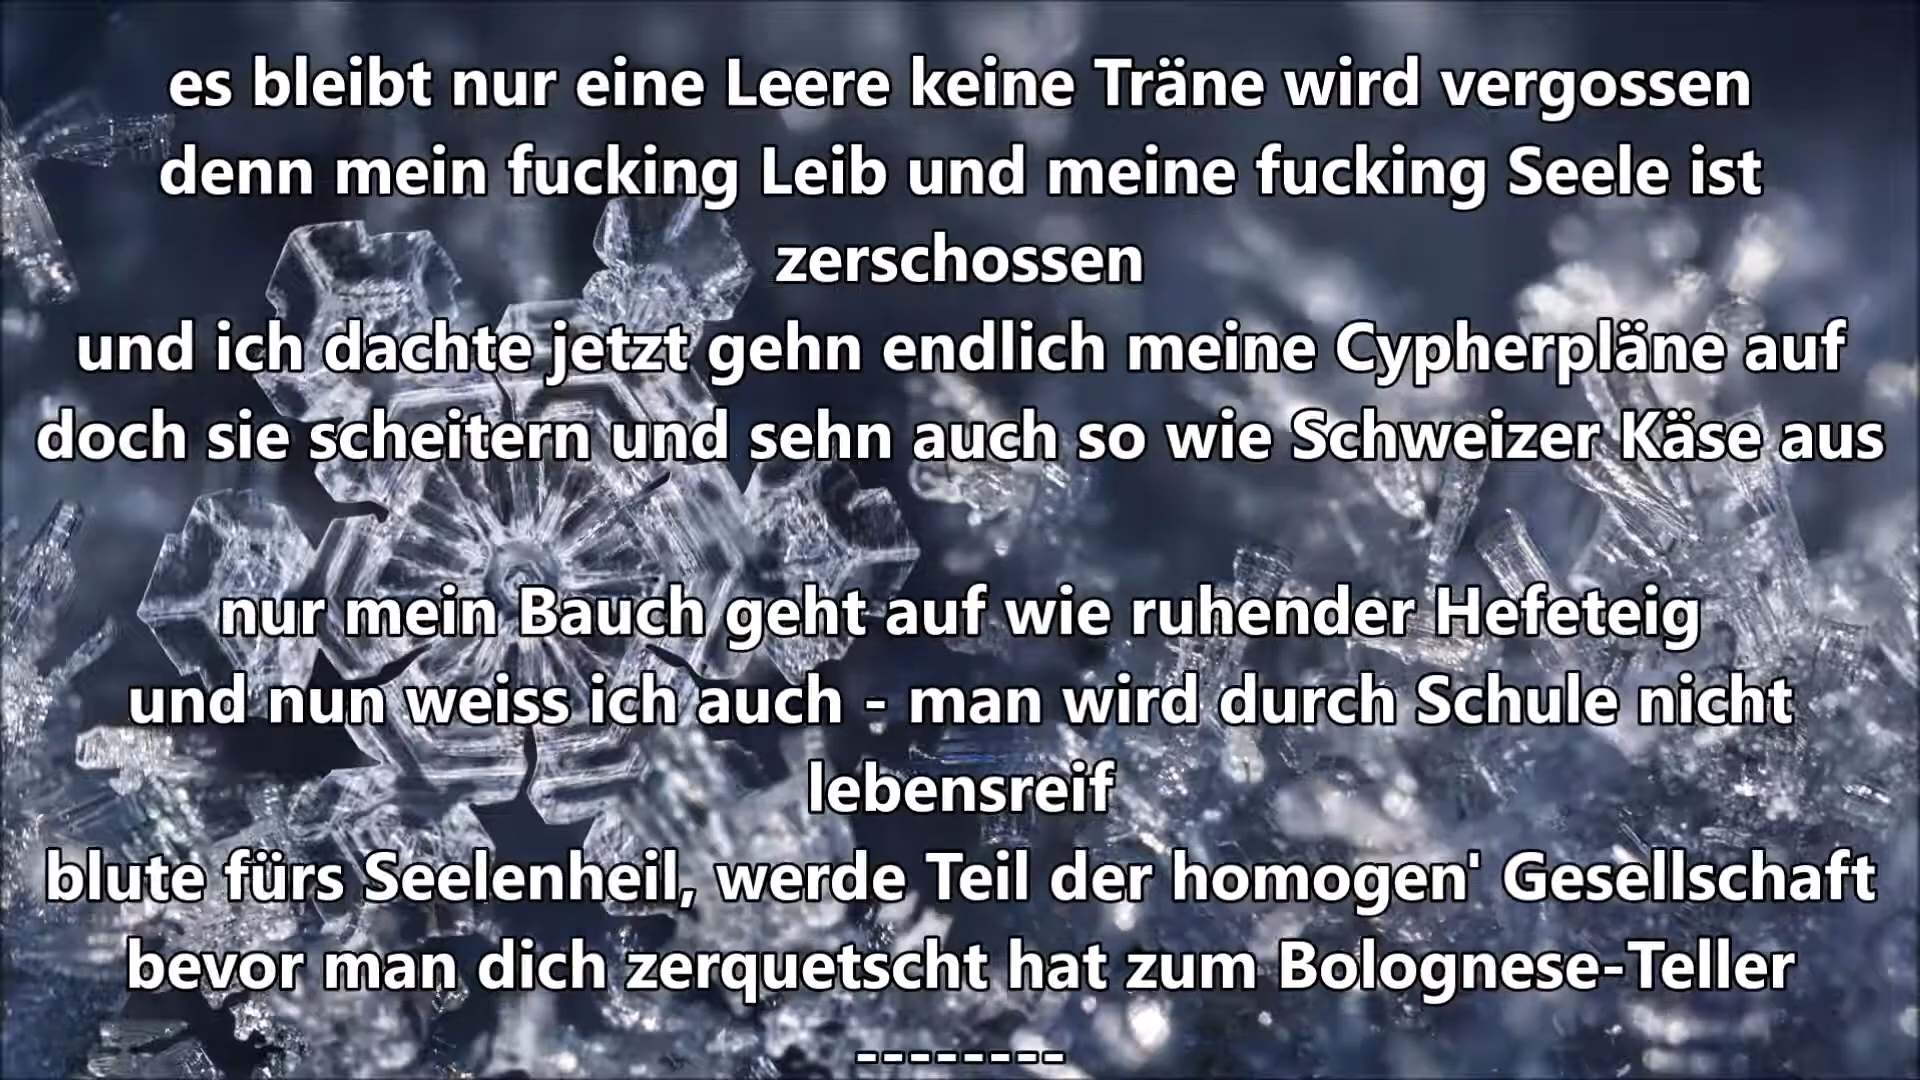 es bleibt nur eine Leere keine Träne wird vergossen
denn mein fucking Leib und meine fucking Seele ist
zerschossen
und ich dachte jetzt gehn endlich meine Cypherpläne auf
doch sie scheitern und sehn auch so wie Schweizer Käse aus
nur mein Bauch geht auf wie ruhender Hefeteig
und nun weiss ich auch - man wird durch Schule nicht
lebensreif
blute fürs Seelenheil, werde Teil der homogen' Gesellschaft
bevor man dich zerquetscht hat zum Bolognese-Teller
--------